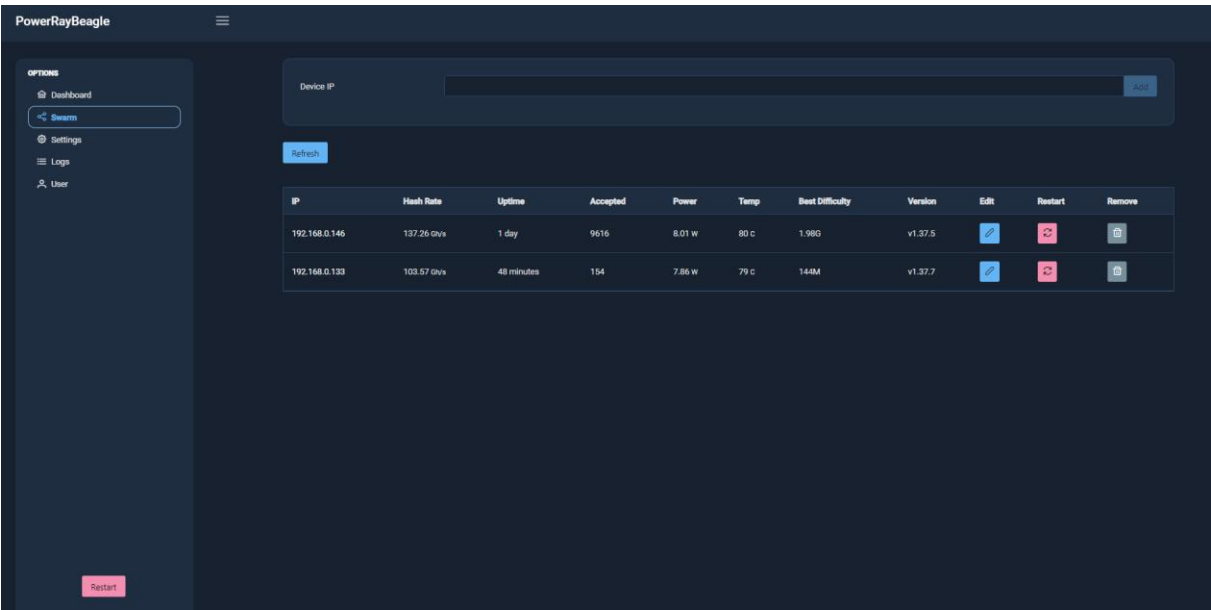 PowerRayBeagle
OPTIONS
Dashboard
Swarm
Settings
Logs
User
Restart
Device IP
Add
Refresh
IP Hash Rate Uptime Accepted Power Temp Best Difficulty Version Edit Restart Remove
192.168.0.146 137.26 Gh/s 1 day 9616 8.01 W 80 C 1.98G v1.37.5
192.168.0.133 103.57 Gh/s 48 minutes 154 7.86 W 79 C 144M v1.37.7